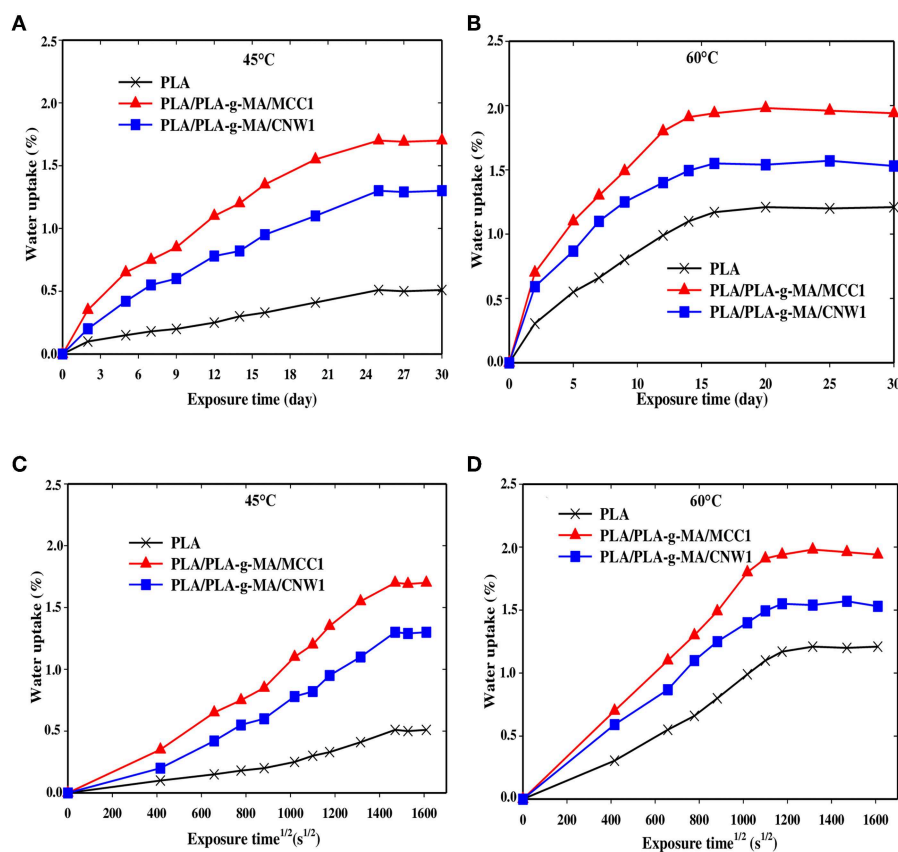 A
45°C
PLA
PLA/PLA-g-MA/MCC1
PLA/PLA-g-MA/CNW1
Water uptake (%)
2.5
2.0
1.5
1.0
0.5
0.0
0 3 6 9 12 15 18 21 24 27 30
Exposure time (day)
B
60°C
PLA
PLA/PLA-g-MA/MCC1
PLA/PLA-g-MA/CNW1
Water uptake (%)
2.5
2.0
1.5
1.0
0.5
0.0
0 5 10 15 20 25 30
Exposure time (day)
C
45°C
PLA
PLA/PLA-g-MA/MCC1
PLA/PLA-g-MA/CNW1
Water uptake (%)
2.5
2.0
1.5
1.0
0.5
0.0
0 200 400 600 800 1000 1200 1400 1600
Exposure time^1/2 (s^1/2)
D
60°C
PLA
PLA/PLA-g-MA/MCC1
PLA/PLA-g-MA/CNW1
Water uptake (%)
2.5
2.0
1.5
1.0
0.5
0.0
0 200 400 600 800 1000 1200 1400 1600
Exposure time^1/2 (s^1/2)